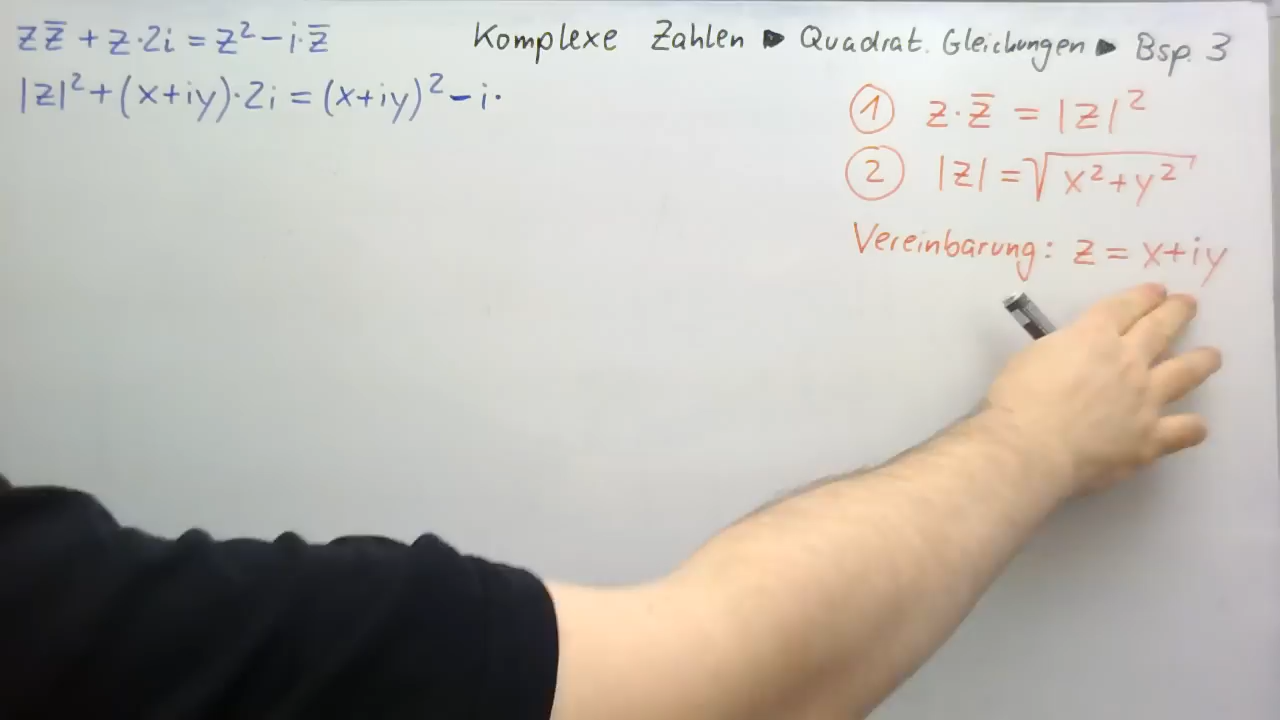 Komplexe Zahlen ▶ Quadrat. Gleichungen ▶ Bsp. 3
zz̅ + z·2i = z² − i·z̅
|z|² + (x+iy)·2i = (x+iy)² − i·
① z·z̅ = |z|²
② |z| = √(x²+y²)
Vereinbarung: z = x+iy